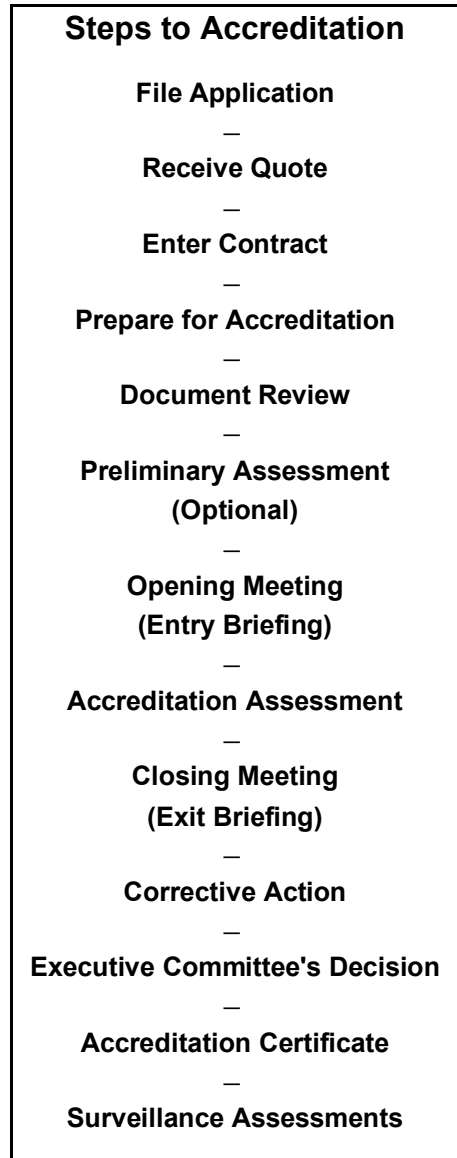 Steps to Accreditation
File Application
–
Receive Quote
–
Enter Contract
–
Prepare for Accreditation
–
Document Review
–
Preliminary Assessment
(Optional)
–
Opening Meeting
(Entry Briefing)
–
Accreditation Assessment
–
Closing Meeting
(Exit Briefing)
–
Corrective Action
–
Executive Committee's Decision
–
Accreditation Certificate
–
Surveillance Assessments